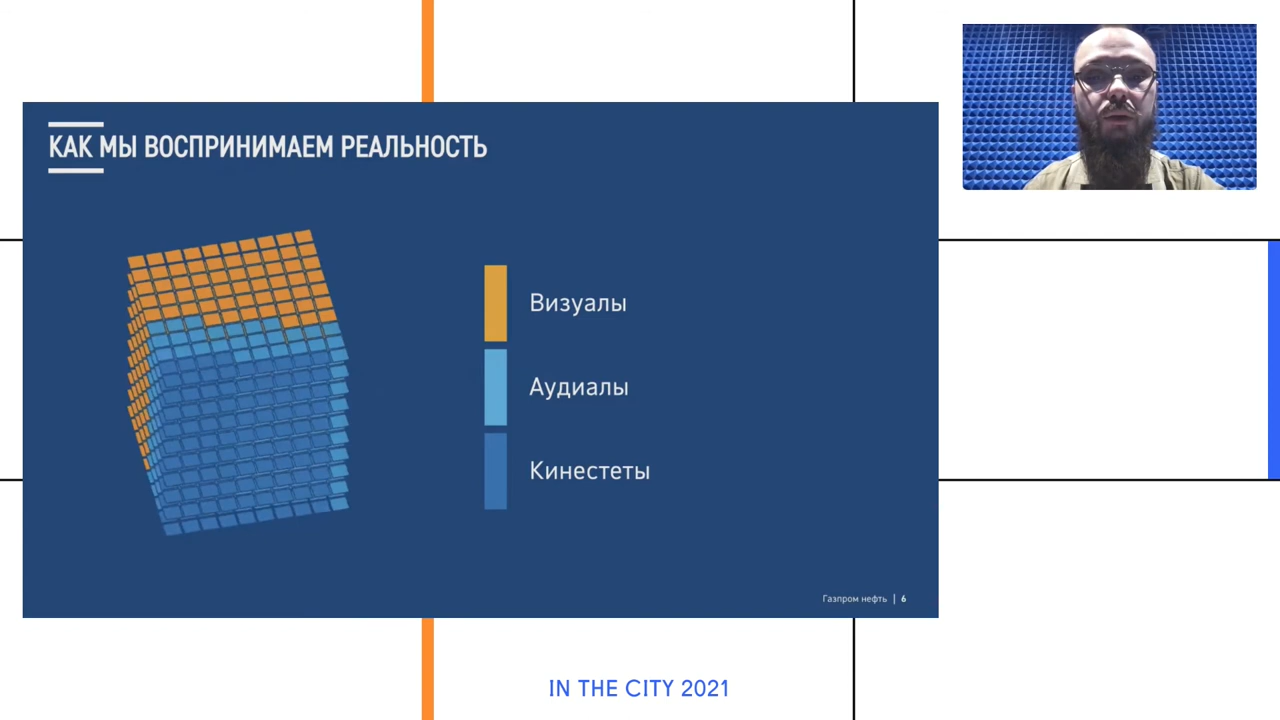 КАК МЫ ВОСПРИНИМАЕМ РЕАЛЬНОСТЬ
Визуалы
Аудиалы
Кинестеты
Газпром нефть | 6
IN THE CITY 2021